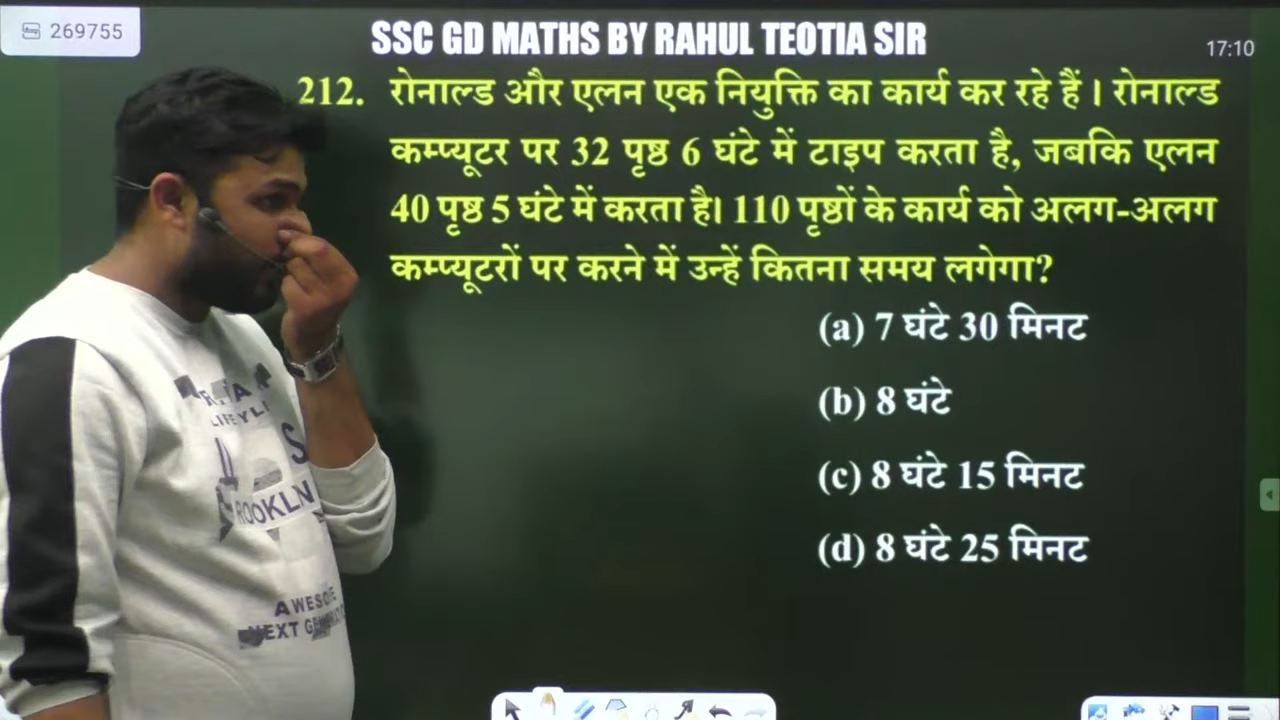 269755
SSC GD MATHS BY RAHUL TEOTIA SIR
17:10
212. रोनाल्ड और एलन एक नियुक्ति का कार्य कर रहे हैं। रोनाल्ड
कम्प्यूटर पर 32 पृष्ठ 6 घंटे में टाइप करता है, जबकि एलन
40 पृष्ठ 5 घंटे में करता है। 110 पृष्ठों के कार्य को अलग-अलग
कम्प्यूटरों पर करने में उन्हें कितना समय लगेगा?
(a) 7 घंटे 30 मिनट
(b) 8 घंटे
(c) 8 घंटे 15 मिनट
(d) 8 घंटे 25 मिनट
AWESOME